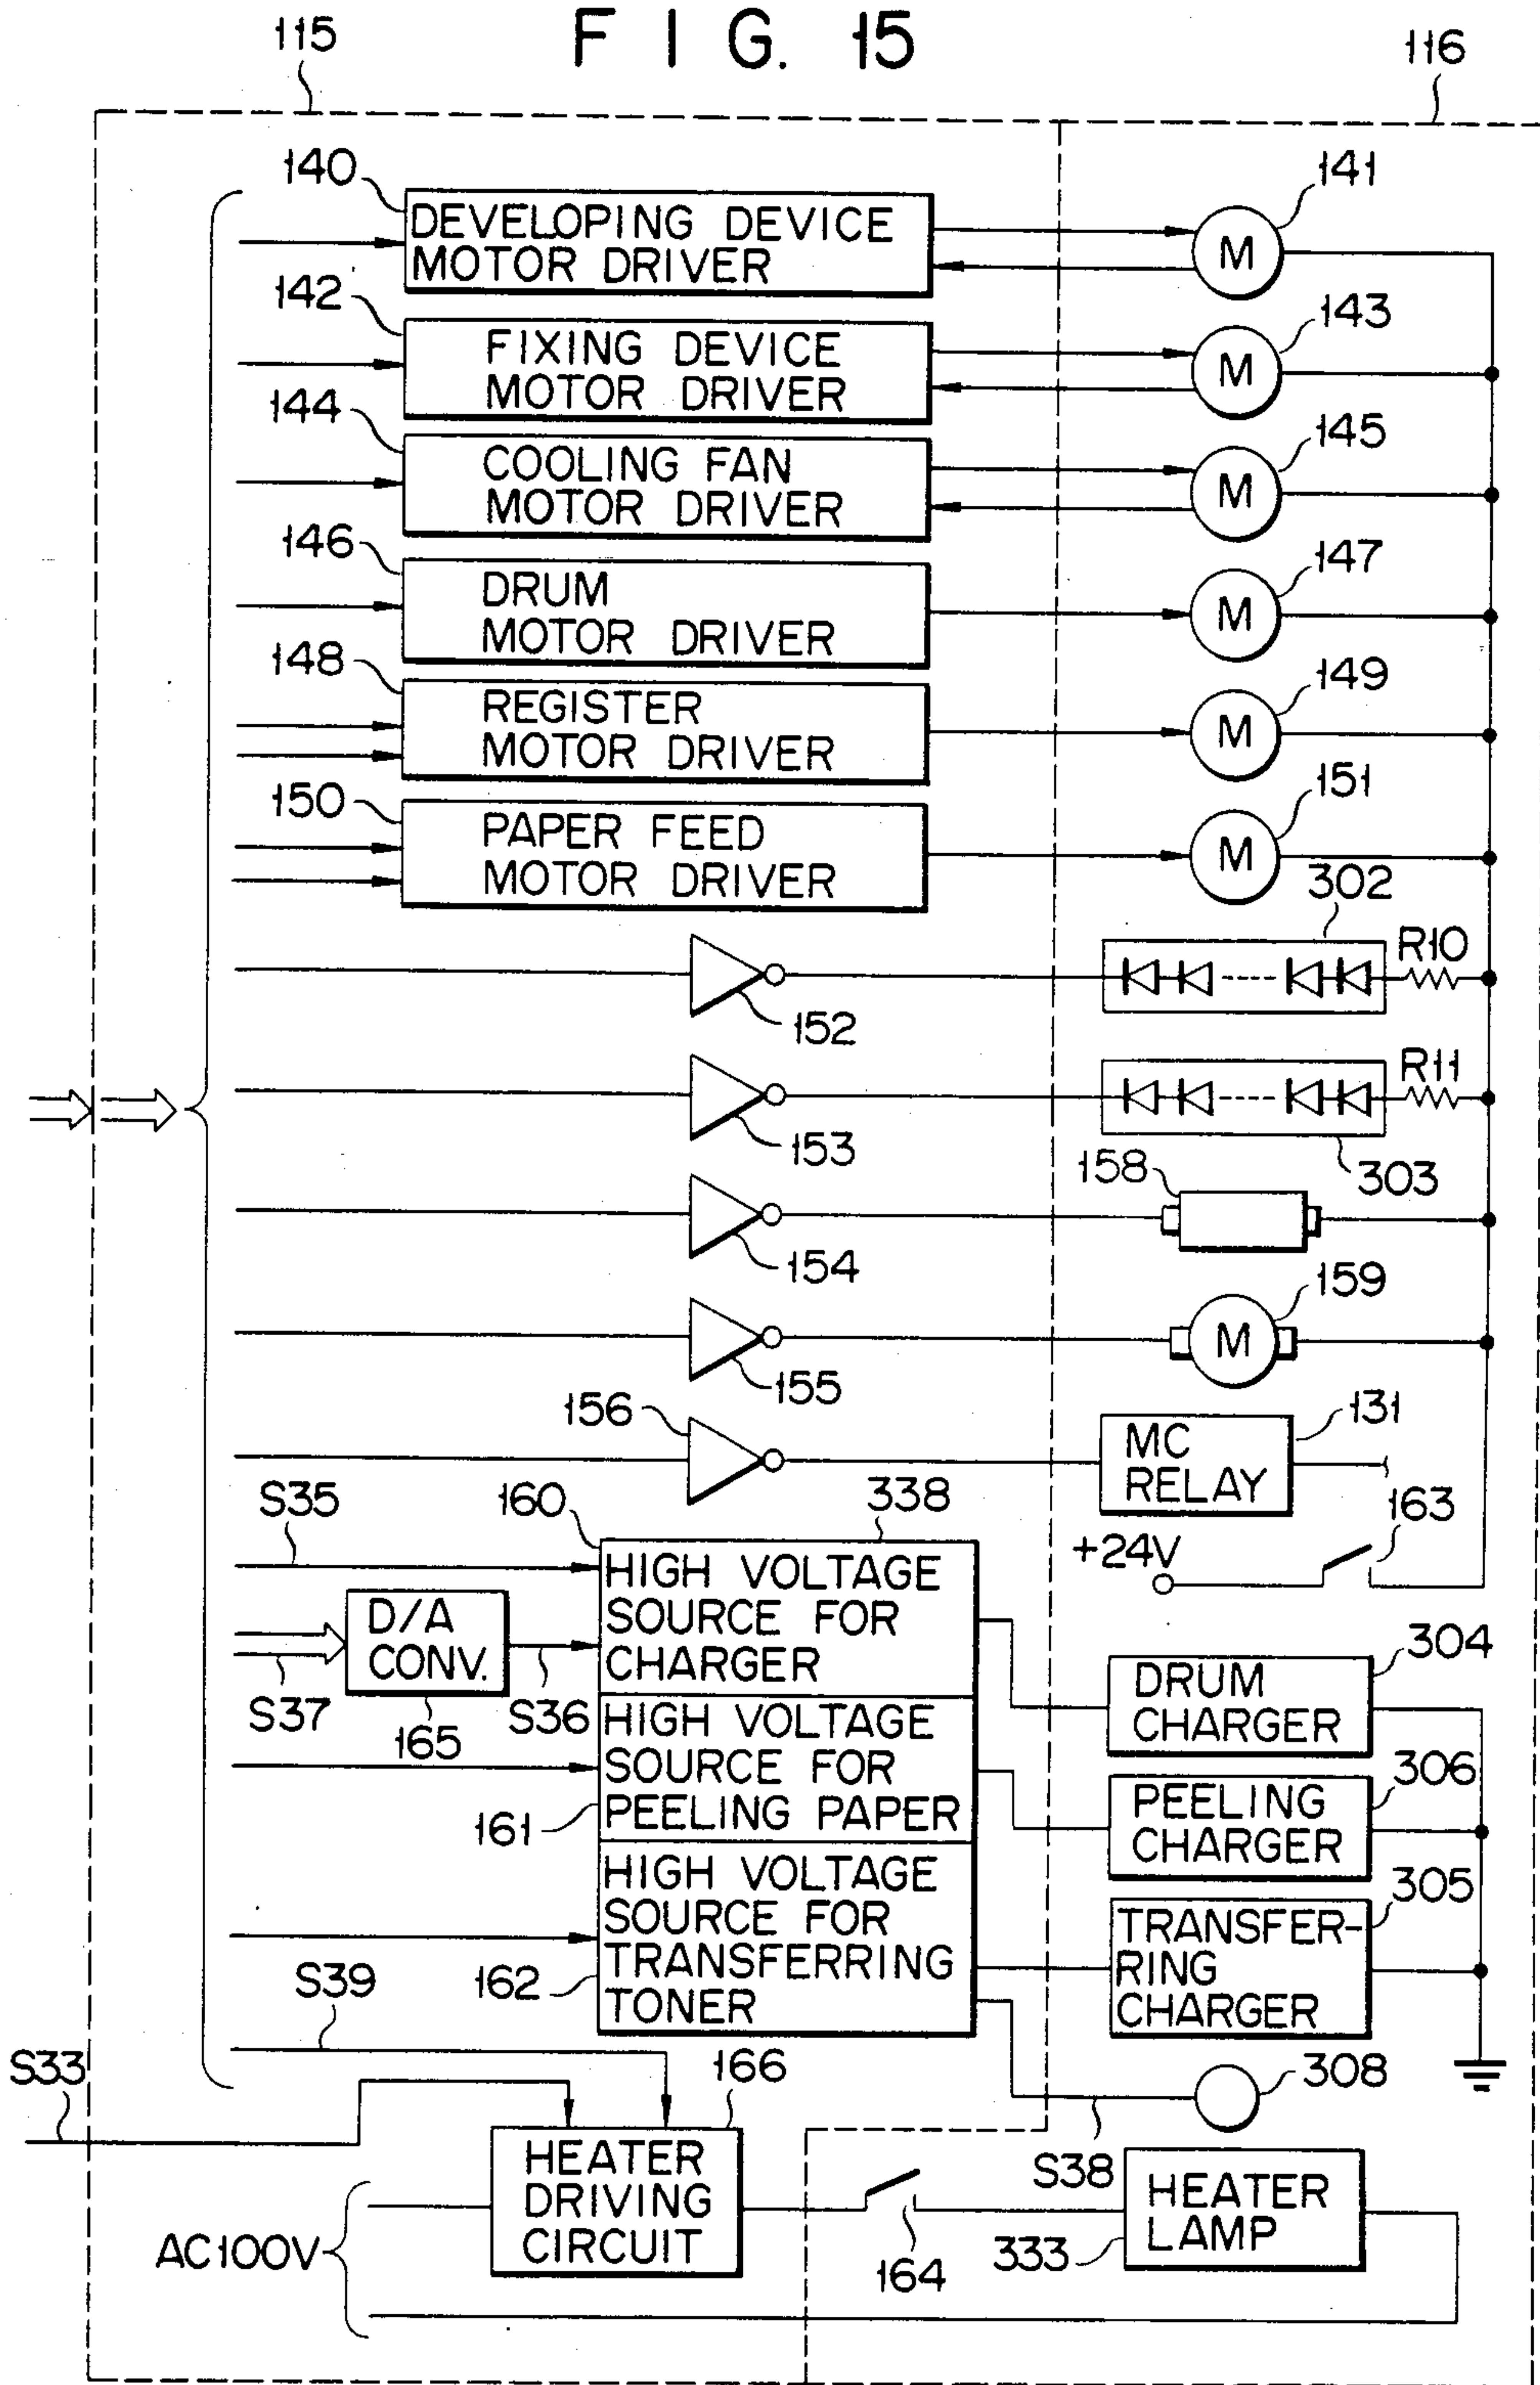 FIG. 15
115
116
140
DEVELOPING DEVICE
MOTOR DRIVER
M
141
142
FIXING DEVICE
MOTOR DRIVER
M
143
144
COOLING FAN
MOTOR DRIVER
M
145
146
DRUM
MOTOR DRIVER
M
147
148
REGISTER
MOTOR DRIVER
M
149
150
PAPER FEED
MOTOR DRIVER
M
151
302
R10
152
R11
153
303
158
154
159
M
155
156
MC
RELAY
131
S35
160
338
+24V
163
HIGH VOLTAGE
SOURCE FOR
CHARGER
D/A
CONV.
S37
165
S36
304
DRUM
CHARGER
HIGH VOLTAGE
SOURCE FOR
PEELING PAPER
161
306
PEELING
CHARGER
HIGH VOLTAGE
SOURCE FOR
TRANSFERRING
TONER
162
305
TRANSFER-
RING
CHARGER
S39
S33
166
308
S38
HEATER
DRIVING
CIRCUIT
AC100V
164
333
HEATER
LAMP